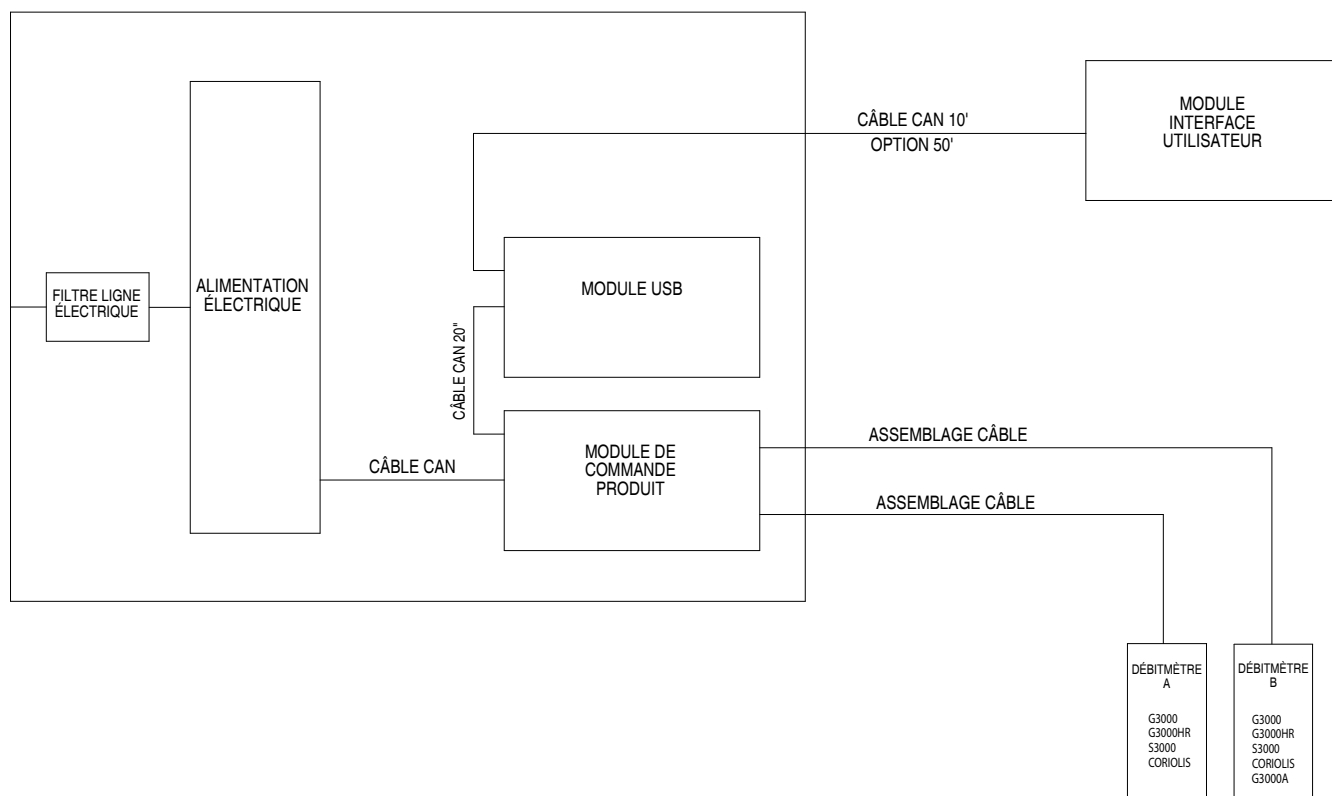 CÂBLE CAN 10'
OPTION 50'
MODULE
INTERFACE
UTILISATEUR
FILTRE LIGNE
ÉLECTRIQUE
ALIMENTATION
ÉLECTRIQUE
MODULE USB
CÂBLE CAN 20"
CÂBLE CAN
MODULE DE
COMMANDE
PRODUIT
ASSEMBLAGE CÂBLE
ASSEMBLAGE CÂBLE
DÉBITMÈTRE
A
G3000
G3000HR
S3000
CORIOLIS
DÉBITMÈTRE
B
G3000
G3000HR
S3000
CORIOLIS
G3000A